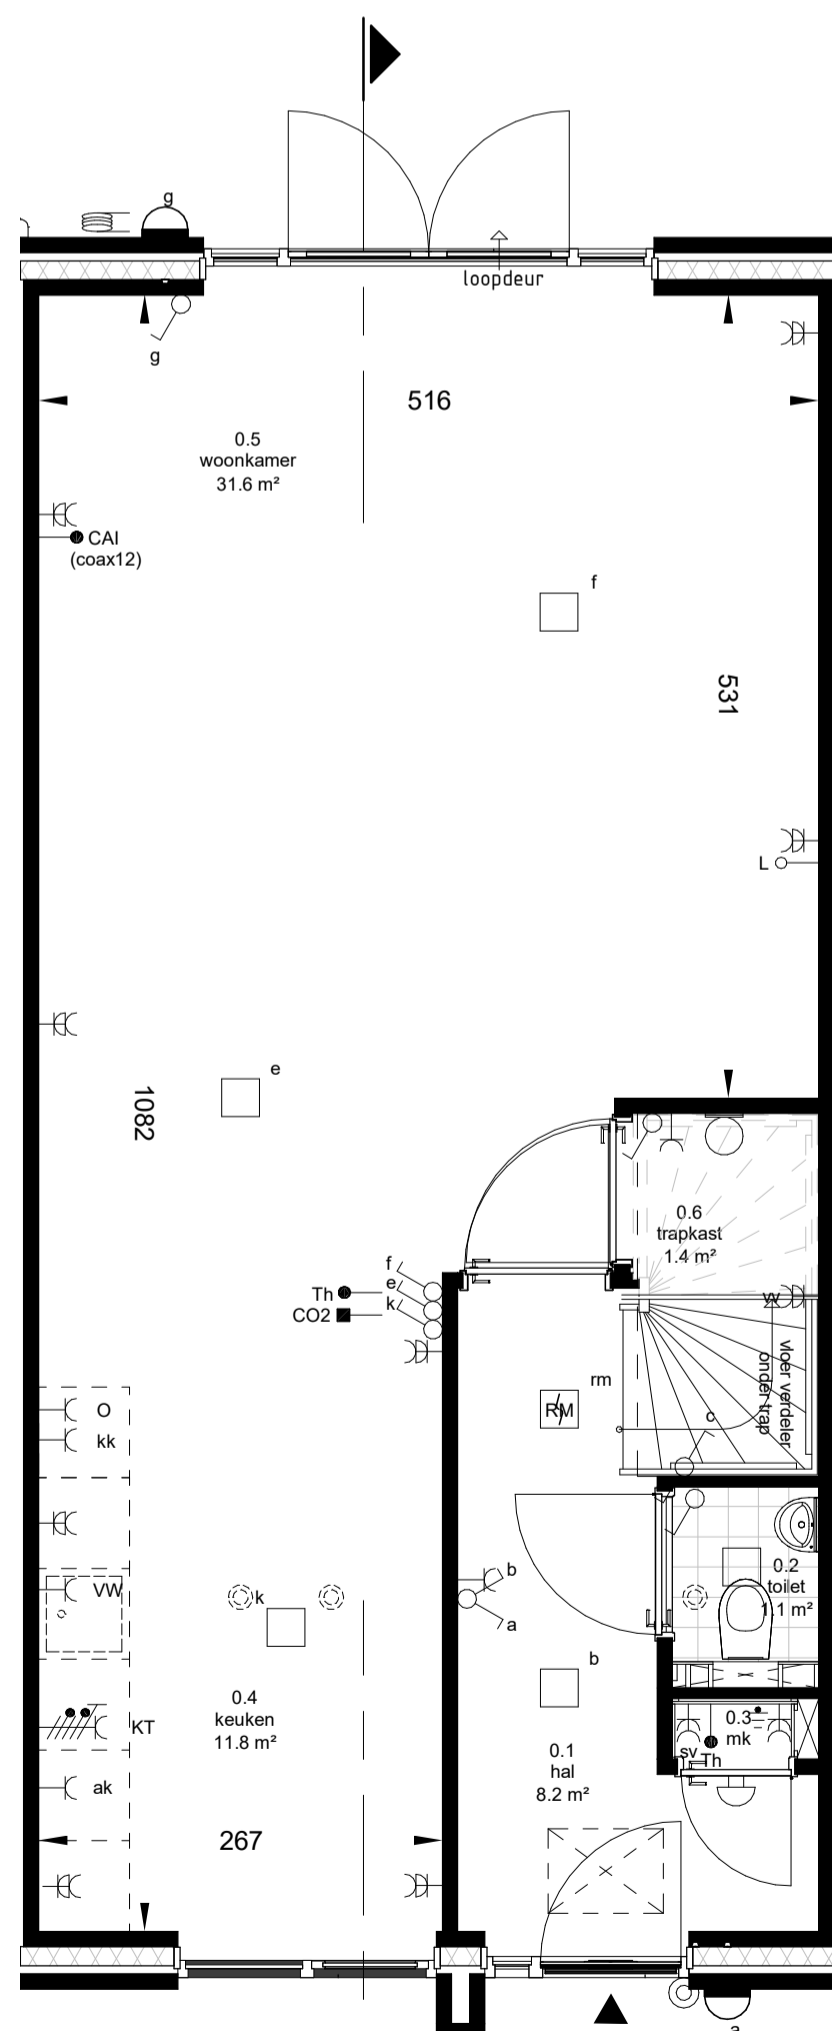 g
loopdeur
g
516
0.5
woonkamer
31.6 m²
CAI
(coax12)
f
531
L
e
1082
0.6
trapkast
1.4 m²
f
Th
e
CO2
k
vv
vloer verdeler
onder trap
rm
RM
c
O
kk
b
VW
k
a
0.2
toilet
1.1 m²
b
0.4
keuken
11.8 m²
KT
0.3
mk
sv
Th
0.1
hal
8.2 m²
ak
267
a